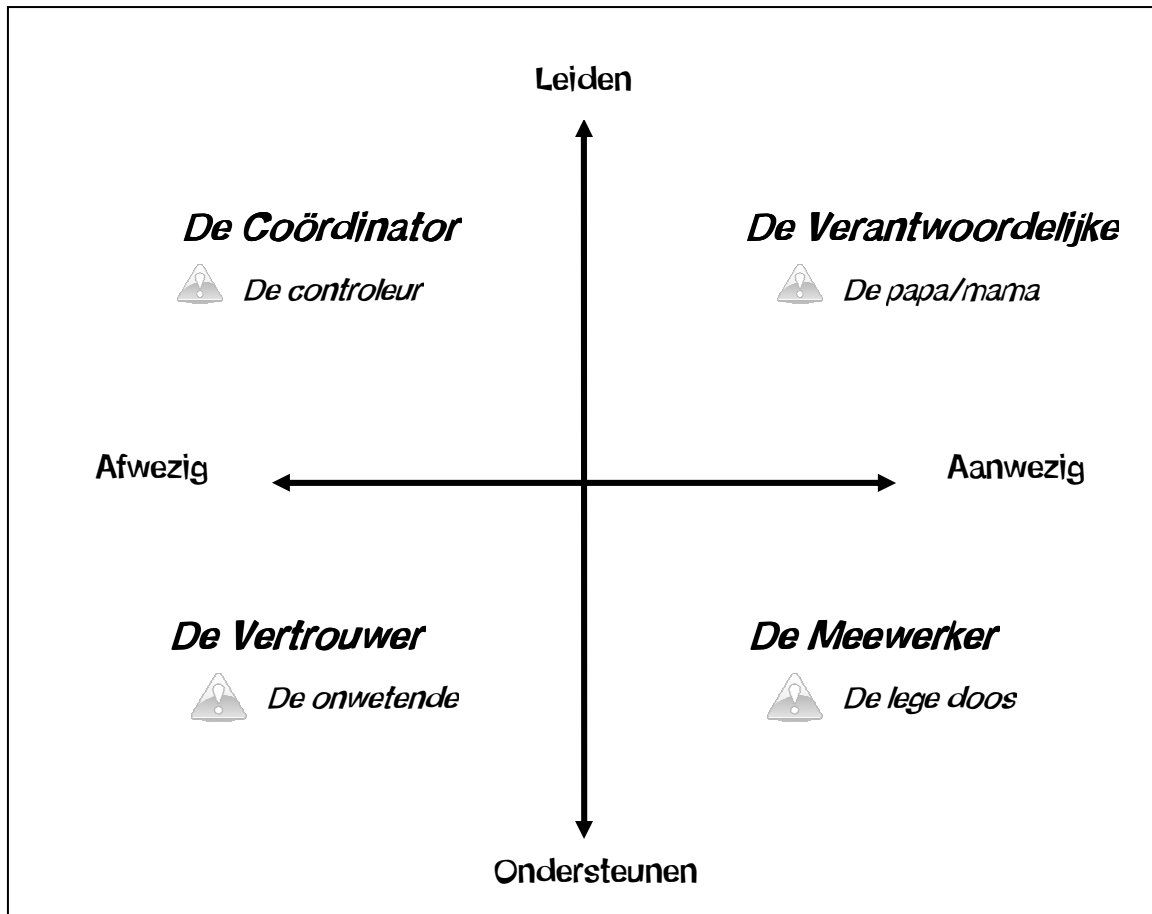 Leiden
De Coördinator
De controleur
De Verantwoordelijke
De papa/mama
Afwezig
Aanwezig
De Vertrouwer
De onwetende
De Meewerker
De lege doos
Ondersteunen